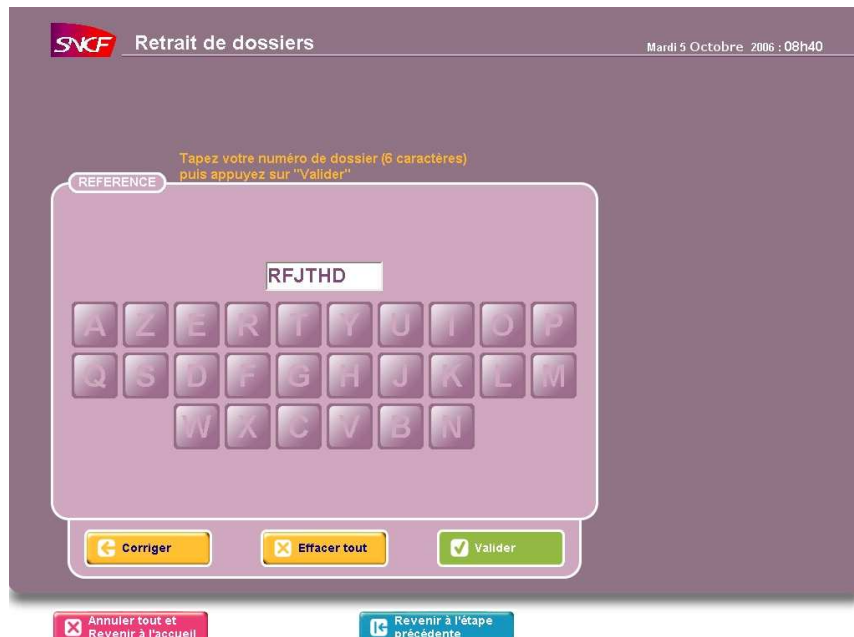 SNCF Retrait de dossiers
Mardi 5 Octobre 2006 : 08h40
Tapez votre numéro de dossier (6 caractères)
puis appuyez sur "Valider"
REFERENCE
RFJTHD
A Z E R T Y U I O P
Q S D F G H J K L M
W X C V B N
Corriger
Effacer tout
Valider
Annuler tout et
Revenir à l'accueil
Revenir à l'étape
précédente